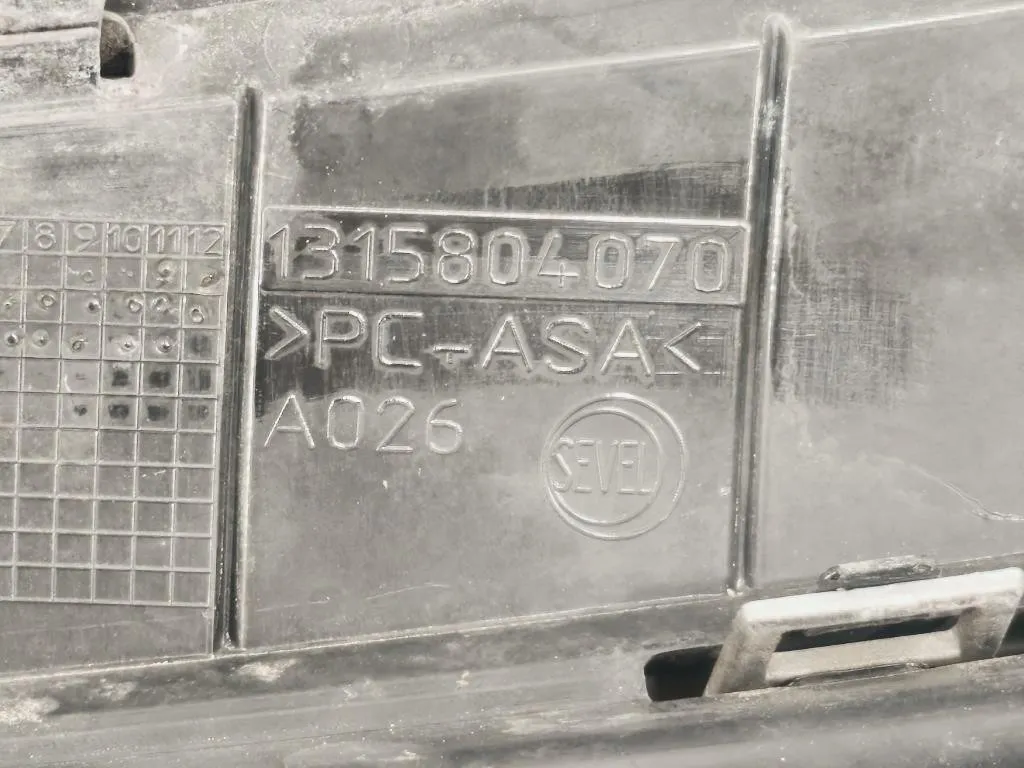 7 8 9 10 11 12
1315804070
>PC-ASA<
A026
SEVEL